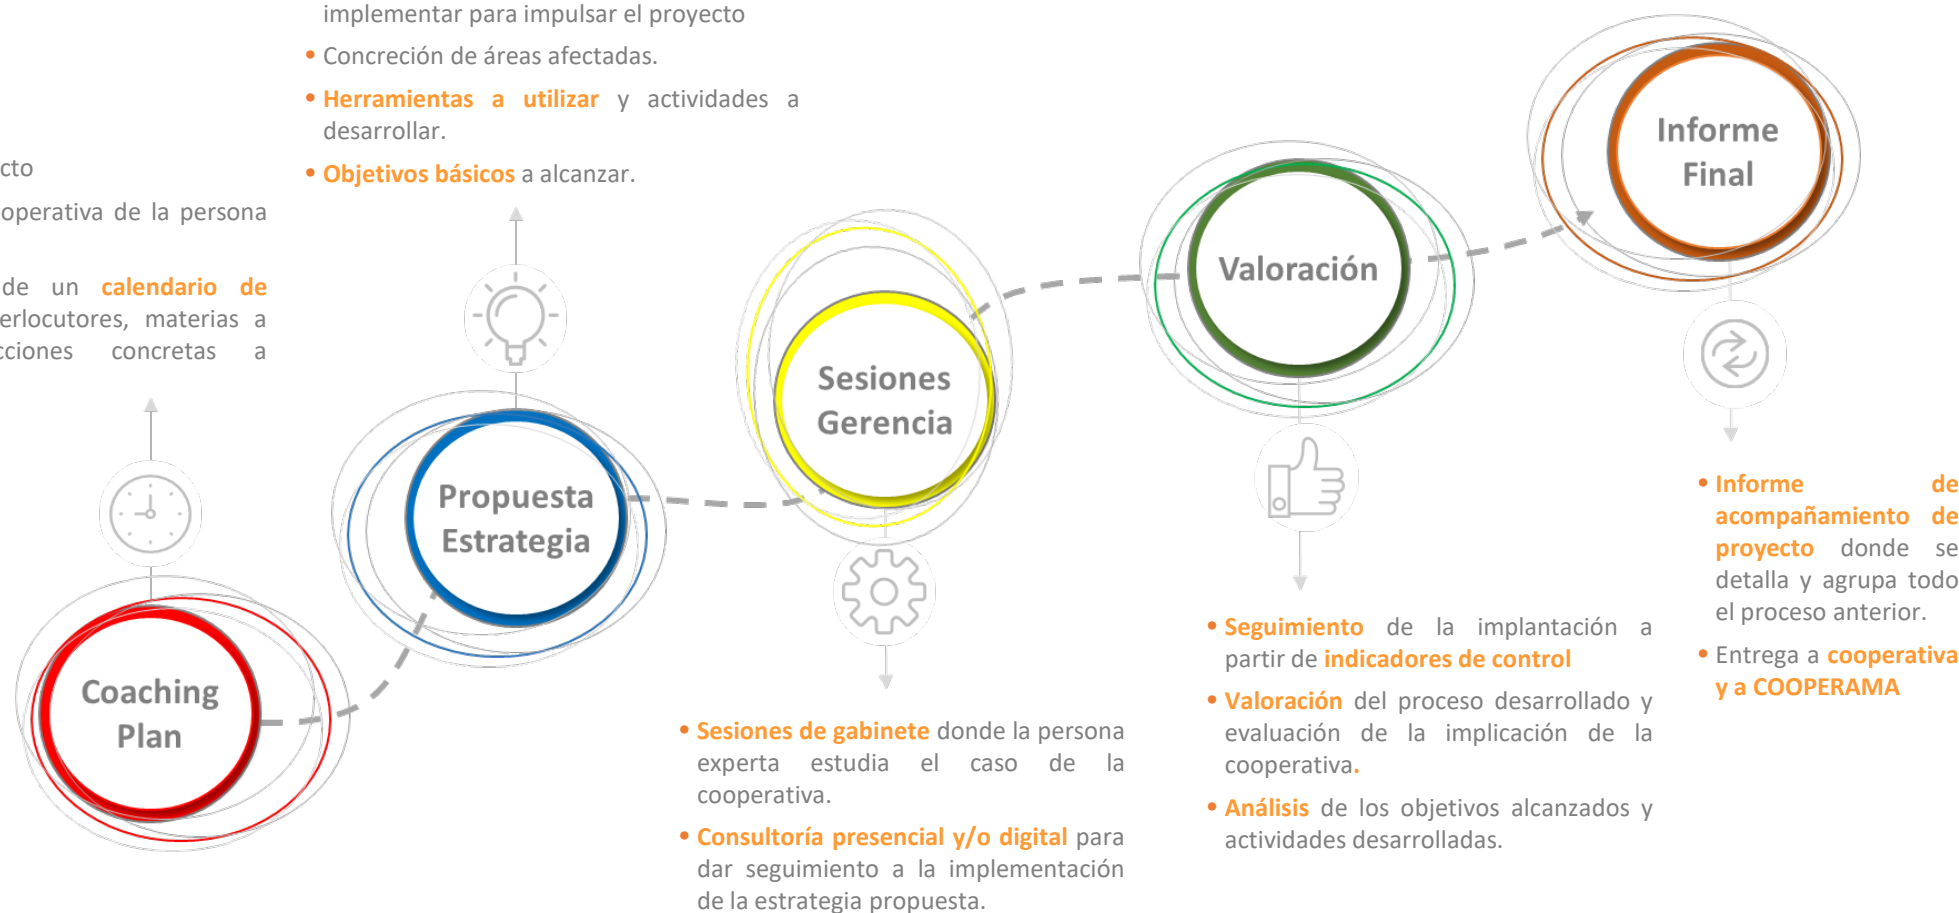 cto
operativa de la persona
de un calendario de
erlocutores, materias a
cciones concretas a
Coaching
Plan
implementar para impulsar el proyecto
• Concreción de áreas afectadas.
• Herramientas a utilizar y actividades a
desarrollar.
• Objetivos básicos a alcanzar.
Propuesta
Estrategia
Sesiones
Gerencia
• Sesiones de gabinete donde la persona
experta estudia el caso de la
cooperativa.
• Consultoría presencial y/o digital para
dar seguimiento a la implementación
de la estrategia propuesta.
Valoración
• Seguimiento de la implantación a
partir de indicadores de control
• Valoración del proceso desarrollado y
evaluación de la implicación de la
cooperativa.
• Análisis de los objetivos alcanzados y
actividades desarrolladas.
Informe
Final
• Informe de
acompañamiento de
proyecto donde se
detalla y agrupa todo
el proceso anterior.
• Entrega a cooperativa
y a COOPERAMA